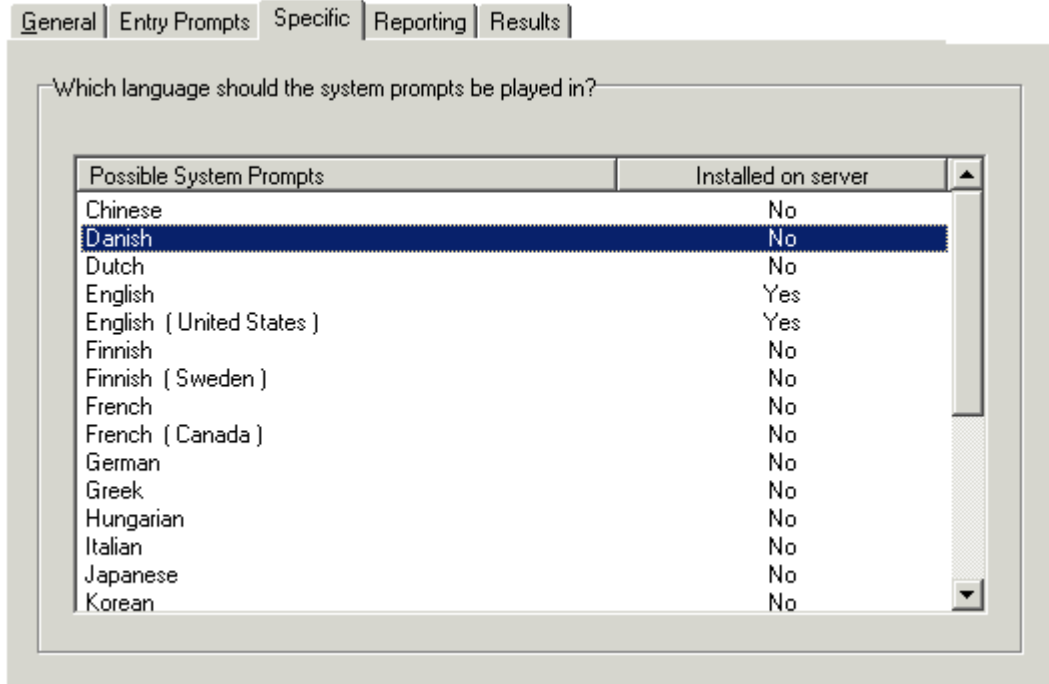 General Entry Prompts Specific Reporting Results
Which language should the system prompts be played in?
Possible System Prompts Installed on server
Chinese No
Danish No
Dutch No
English Yes
English ( United States ) Yes
Finnish No
Finnish ( Sweden ) No
French No
French ( Canada ) No
German No
Greek No
Hungarian No
Italian No
Japanese No
Korean No